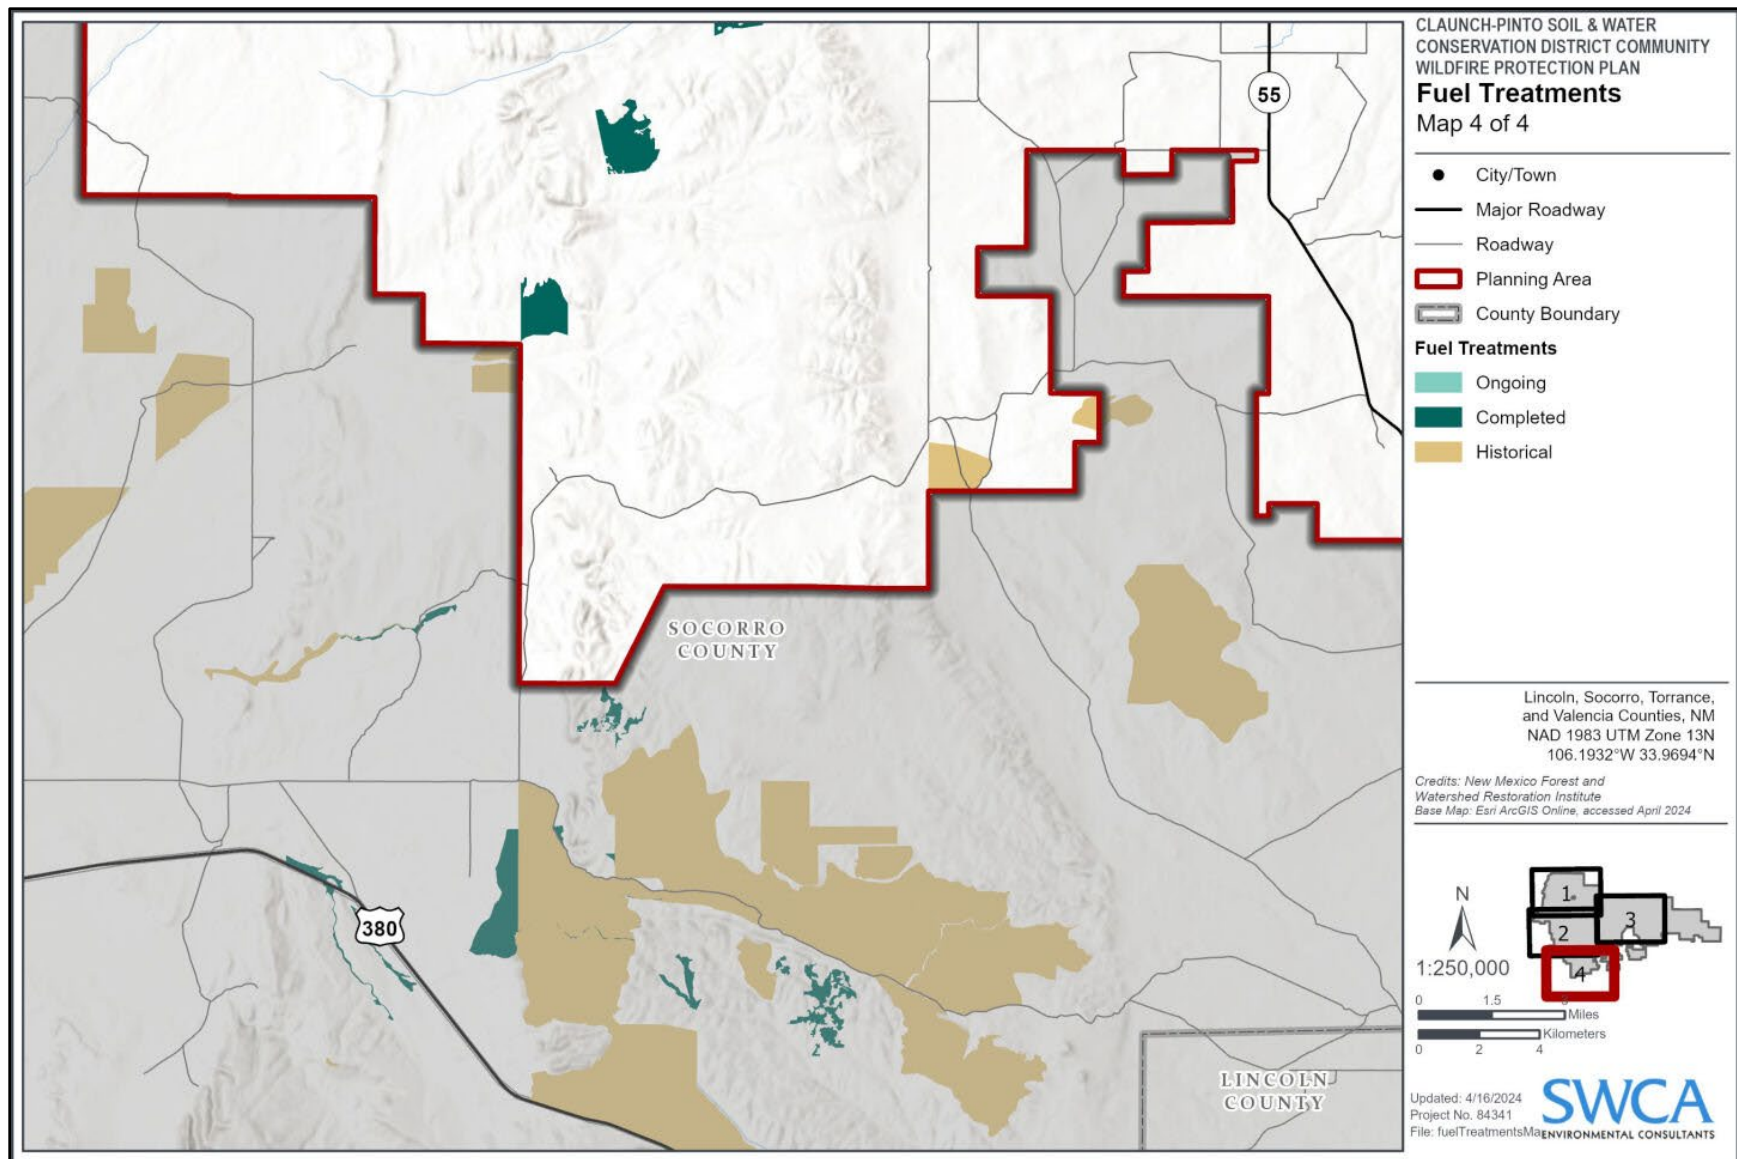 CLAUNCH-PINTO SOIL & WATER
CONSERVATION DISTRICT COMMUNITY
WILDFIRE PROTECTION PLAN
Fuel Treatments
Map 4 of 4
City/Town
Major Roadway
Roadway
Planning Area
County Boundary
Fuel Treatments
Ongoing
Completed
Historical
55
SOCORRO
COUNTY
380
LINCOLN
COUNTY
Lincoln, Socorro, Torrance,
and Valencia Counties, NM
NAD 1983 UTM Zone 13N
106.1932°W 33.9694°N
Credits: New Mexico Forest and
Watershed Restoration Institute
Base Map: Esri ArcGIS Online, accessed April 2024
1
2
3
4
N
1:250,000
0 1.5 3
Miles
Kilometers
0 2 4
Updated: 4/16/2024
Project No. 84341
File: fuelTreatmentsMa
SWCA
ENVIRONMENTAL CONSULTANTS